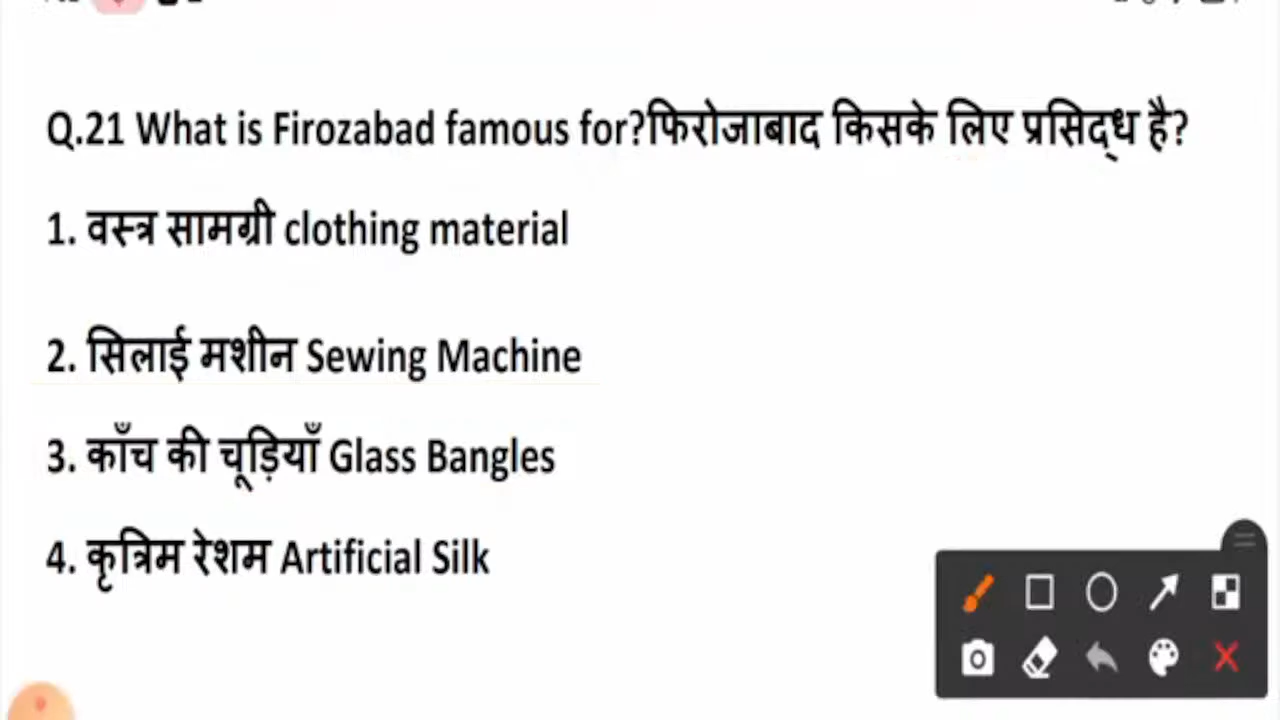 Q.21 What is Firozabad famous for?फिरोजाबाद किसके लिए प्रसिद्ध है?
1. वस्त्र सामग्री clothing material
2. सिलाई मशीन Sewing Machine
3. काँच की चूड़ियाँ Glass Bangles
4. कृत्रिम रेशम Artificial Silk